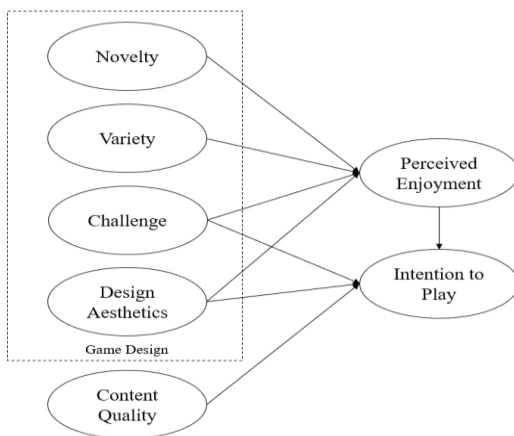 Novelty
Variety
Challenge
Design
Aesthetics
Game Design
Content
Quality
Perceived
Enjoyment
Intention to
Play